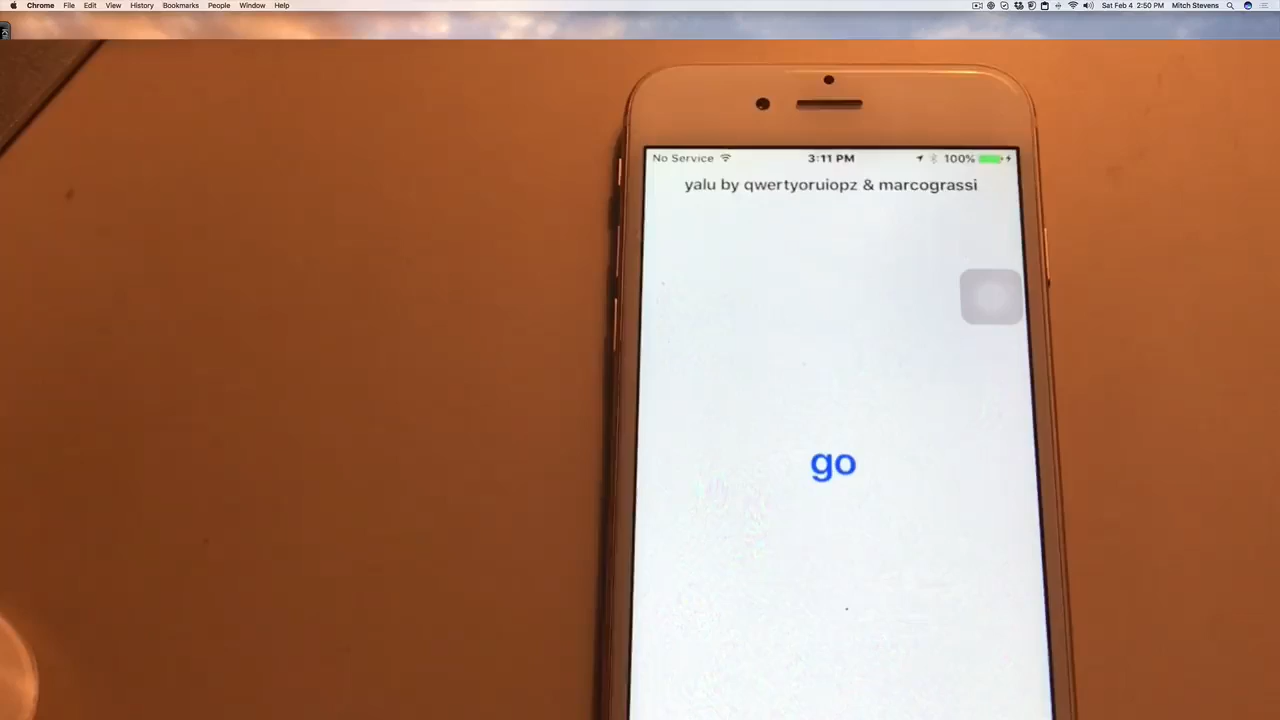 Chrome File Edit View History Bookmarks People Window Help Sat Feb 4 2:50 PM Mitch Stevens
No Service 3:11 PM 100%
yalu by qwertyoruiopz & marcograssi
go